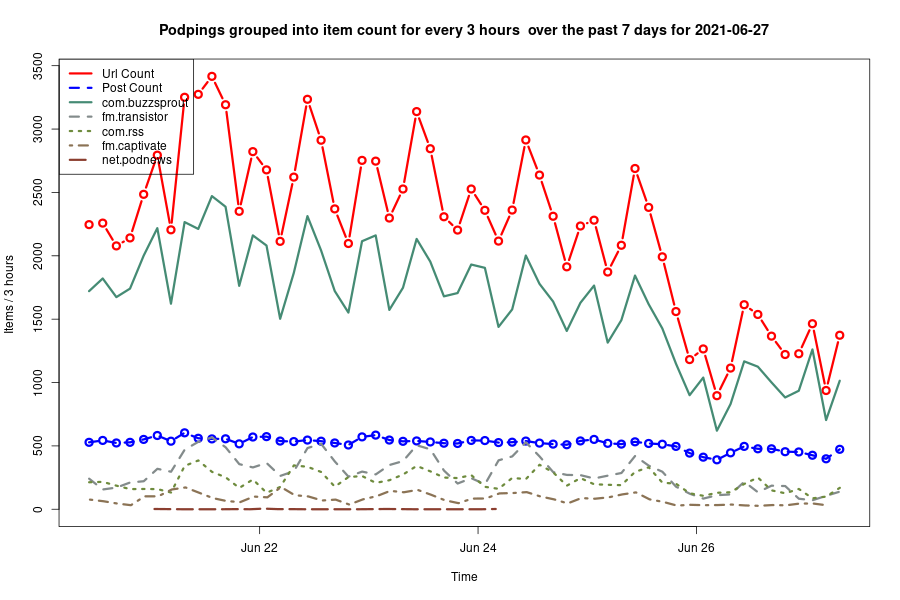 Podpings grouped into item count for every 3 hours  over the past 7 days for 2021-06-27
Url Count
Post Count
com.buzzsprout
fm.transistor
com.rss
fm.captivate
net.podnews
Items / 3 hours
3500
3000
2500
2000
1500
1000
500
0
Jun 22
Jun 24
Jun 26
Time